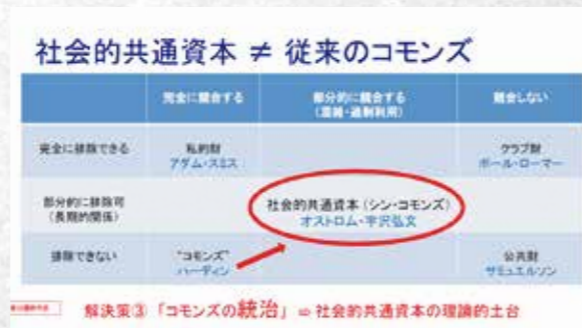 社会的共通資本 ≠ 従来のコモンズ
完全に競合する
部分的に競合する
(混雑・過剰利用)
競合しない
完全に排除できる
私的財
アダム・スミス
クラブ財
ポール・ローマー
部分的に排除可
(長期的関係)
社会的共通資本(シン・コモンズ)
オストロム・宇沢弘文
排除できない
“コモンズ”
ハーディン
公共財
サミュエルソン
解決策③「コモンズの統治」⇨ 社会的共通資本の理論的土台